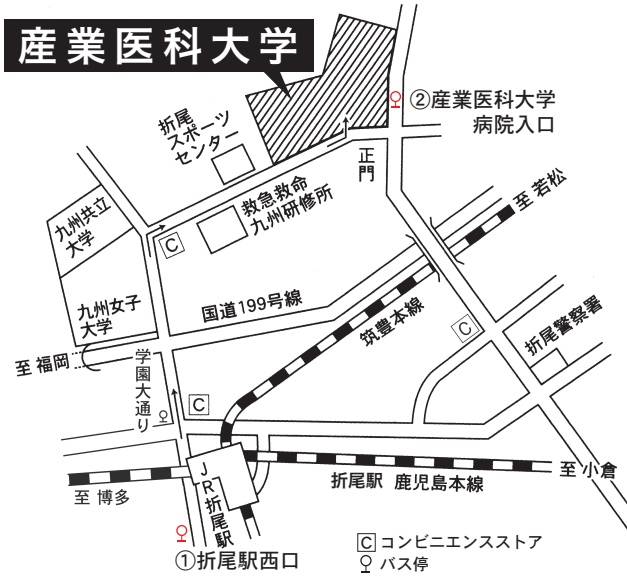 産業医科大学
②産業医科大学
病院入口
折尾
スポーツ
センター
正門
救急救命
九州研修所
至 若松
九州共立
大学
C
九州女子
大学
国道199号線
筑豊本線
C
折尾警察署
至 福岡
学園大通り
C
JR折尾駅
至 博多
折尾駅 鹿児島本線
至 小倉
①折尾駅西口
C コンビニエンスストア
バス停